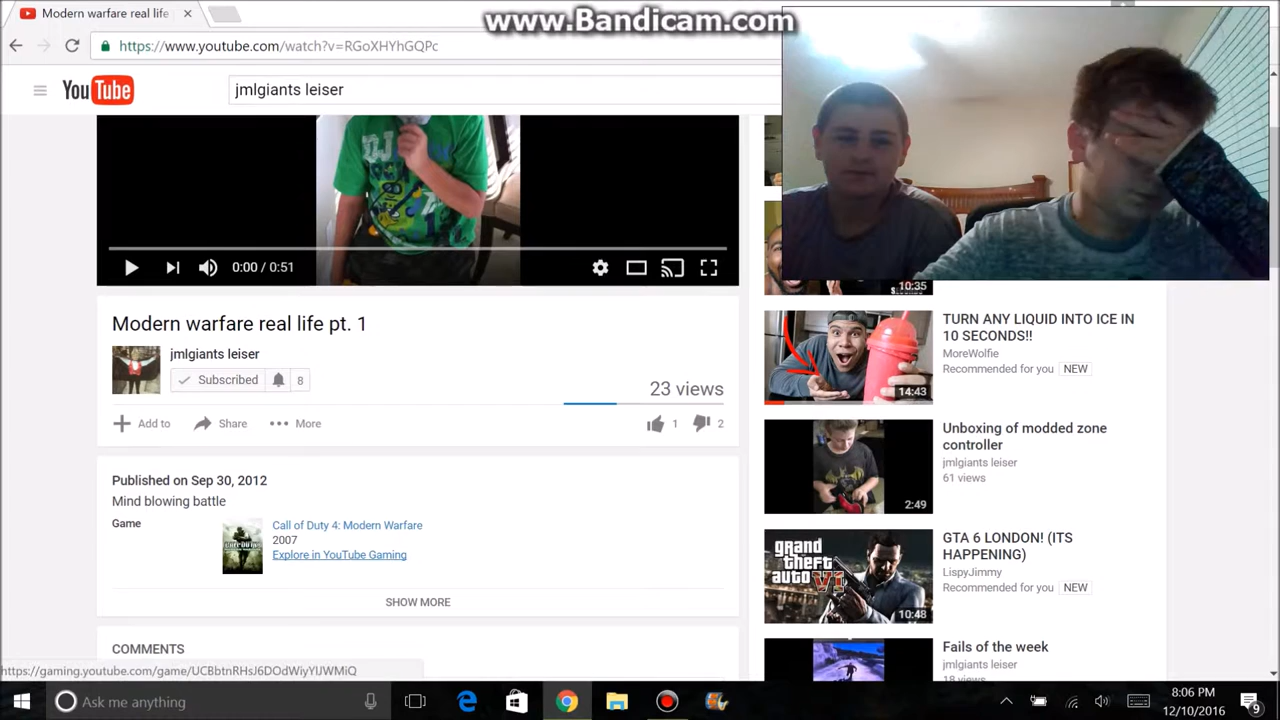 Modern warfare real life
www.Bandicam.com
https://www.youtube.com/watch?v=RGoXHYhGQPc
YouTube
jmlgiants leiser
0:00 / 0:51
10:35
Modern warfare real life pt. 1
jmlgiants leiser
Subscribed 8
23 views
Add to Share More
1 2
Published on Sep 30, 2012
Mind blowing battle
Game
Call of Duty 4: Modern Warfare
2007
Explore in YouTube Gaming
SHOW MORE
COMMENTS
TURN ANY LIQUID INTO ICE IN
10 SECONDS!!
MoreWolfie
Recommended for you NEW
14:43
Unboxing of modded zone
controller
jmlgiants leiser
61 views
2:49
GTA 6 LONDON! (ITS
HAPPENING)
LispyJimmy
Recommended for you NEW
grand
theft
auto
VI
10:48
Fails of the week
jmlgiants leiser
18 views
Ask me anything
8:06 PM
12/10/2016
9